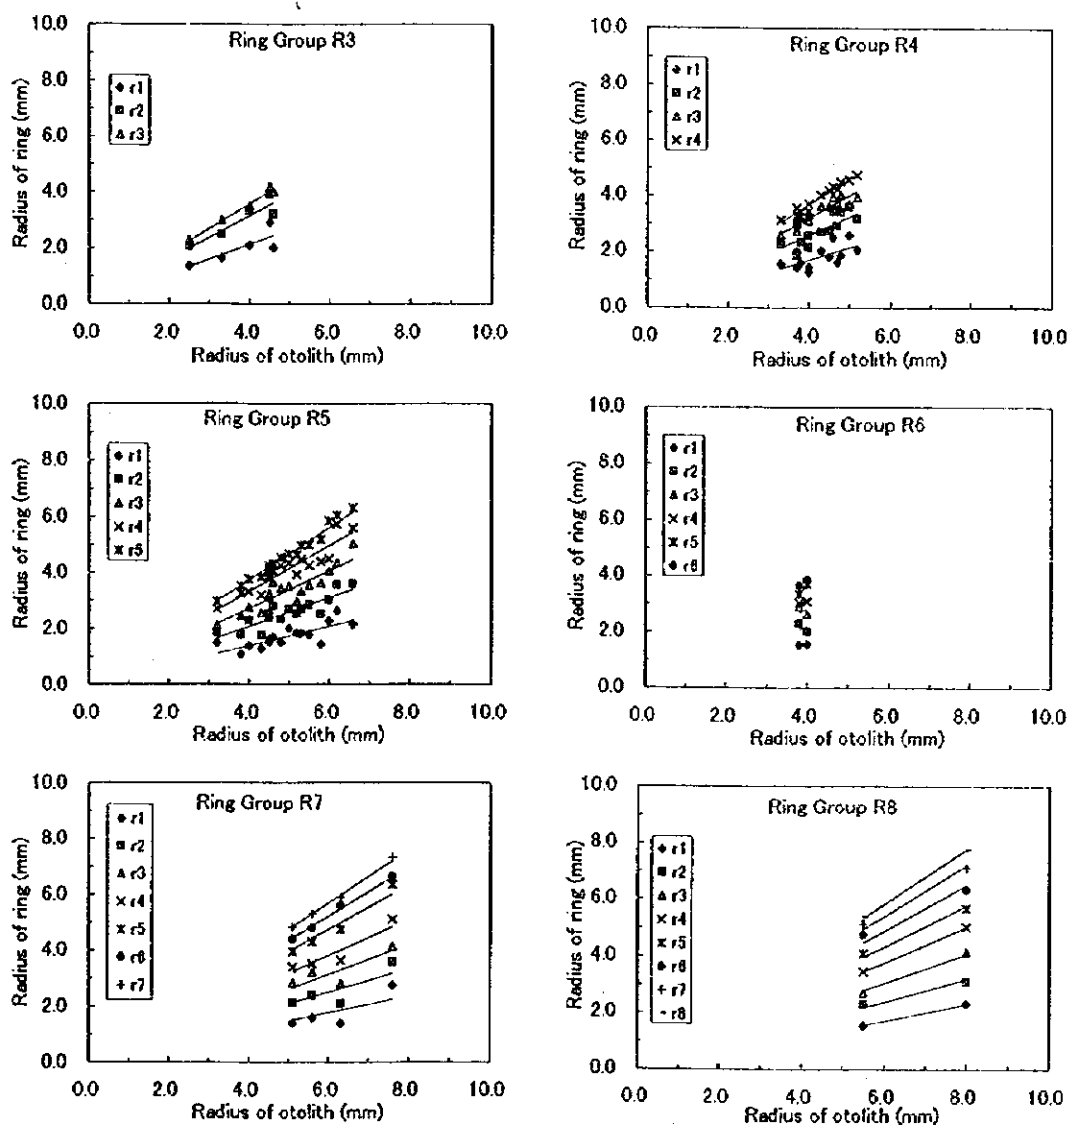 Ring Group R3
Radius of ring (mm)
10.0
8.0
6.0
4.0
2.0
0.0
r1
r2
r3
0.0 2.0 4.0 6.0 8.0 10.0
Radius of otolith (mm)
Ring Group R4
Radius of ring (mm)
10.0
8.0
6.0
4.0
2.0
0.0
r1
r2
r3
r4
0.0 2.0 4.0 6.0 8.0 10.0
Radius of otolith (mm)
Ring Group R5
Radius of ring (mm)
10.0
8.0
6.0
4.0
2.0
0.0
r1
r2
r3
r4
r5
0.0 2.0 4.0 6.0 8.0 10.0
Radius of otolith (mm)
Ring Group R6
Radius of ring (mm)
10.0
8.0
6.0
4.0
2.0
0.0
r1
r2
r3
r4
r5
r6
0.0 2.0 4.0 6.0 8.0 10.0
Radius of otolith (mm)
Ring Group R7
Radius of ring (mm)
10.0
8.0
6.0
4.0
2.0
0.0
r1
r2
r3
r4
r5
r6
r7
0.0 2.0 4.0 6.0 8.0 10.0
Radius of otolith (mm)
Ring Group R8
Radius of ring (mm)
10.0
8.0
6.0
4.0
2.0
0.0
r1
r2
r3
r4
r5
r6
r7
r8
0.0 2.0 4.0 6.0 8.0 10.0
Radius of otolith (mm)